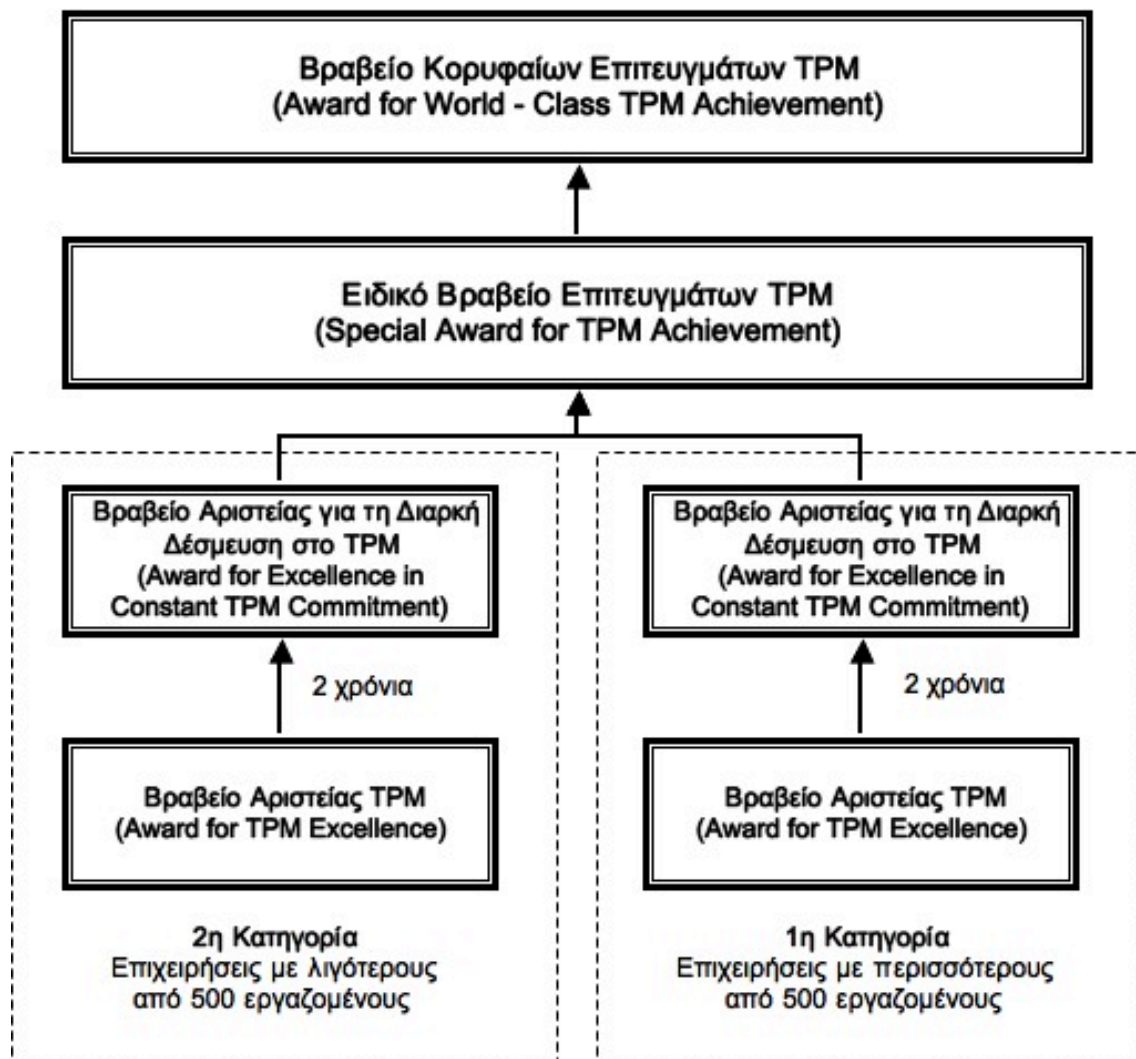 Βραβείο Κορυφαίων Επιτευγμάτων TPM
(Award for World - Class TPM Achievement)
Ειδικό Βραβείο Επιτευγμάτων TPM
(Special Award for TPM Achievement)
Βραβείο Αριστείας για τη Διαρκή
Δέσμευση στο TPM
(Award for Excellence in
Constant TPM Commitment)
2 χρόνια
Βραβείο Αριστείας TPM
(Award for TPM Excellence)
2η Κατηγορία
Επιχειρήσεις με λιγότερους
από 500 εργαζομένους
Βραβείο Αριστείας για τη Διαρκή
Δέσμευση στο TPM
(Award for Excellence in
Constant TPM Commitment)
2 χρόνια
Βραβείο Αριστείας TPM
(Award for TPM Excellence)
1η Κατηγορία
Επιχειρήσεις με περισσότερους
από 500 εργαζομένους